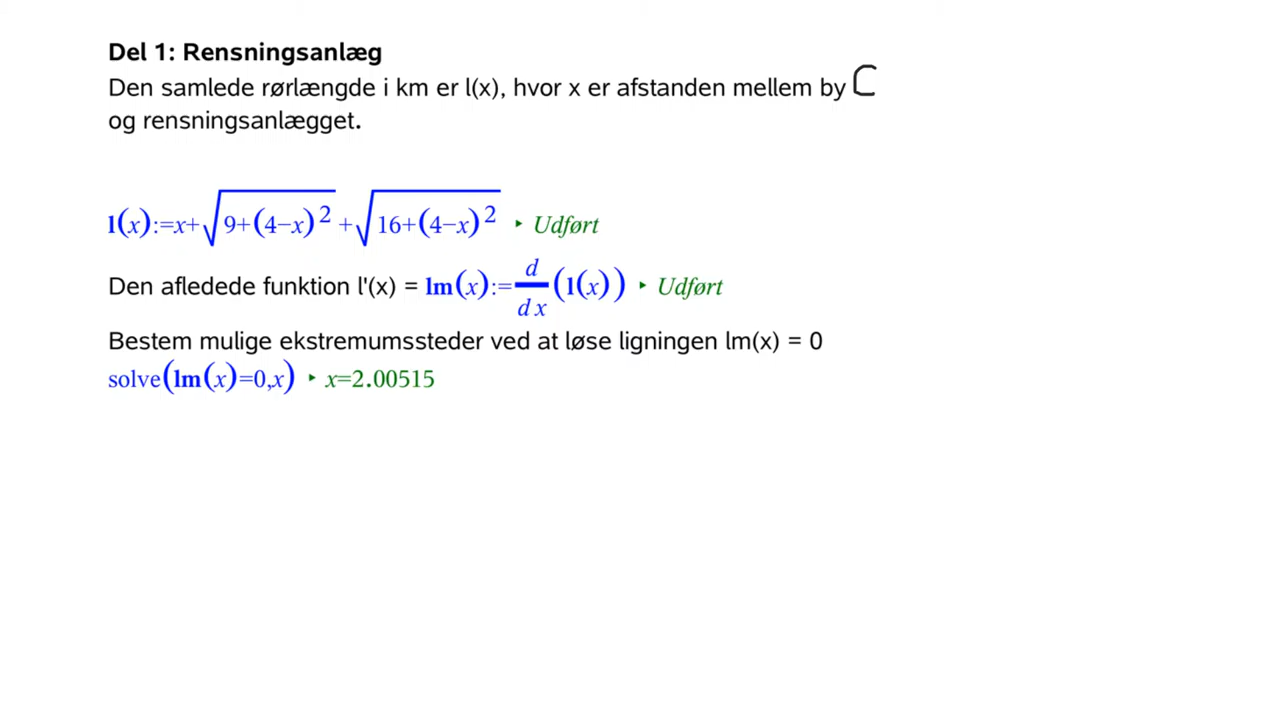 Del 1: Rensningsanlæg
Den samlede rørlængde i km er l(x), hvor x er afstanden mellem by C
og rensningsanlægget.
l(x):=x+√(9+(4−x)²)+√(16+(4−x)²) ▸ Udført
Den afledede funktion l'(x) = lm(x):=d/dx(l(x)) ▸ Udført
Bestem mulige ekstremumssteder ved at løse ligningen lm(x) = 0
solve(lm(x)=0,x) ▸ x=2.00515